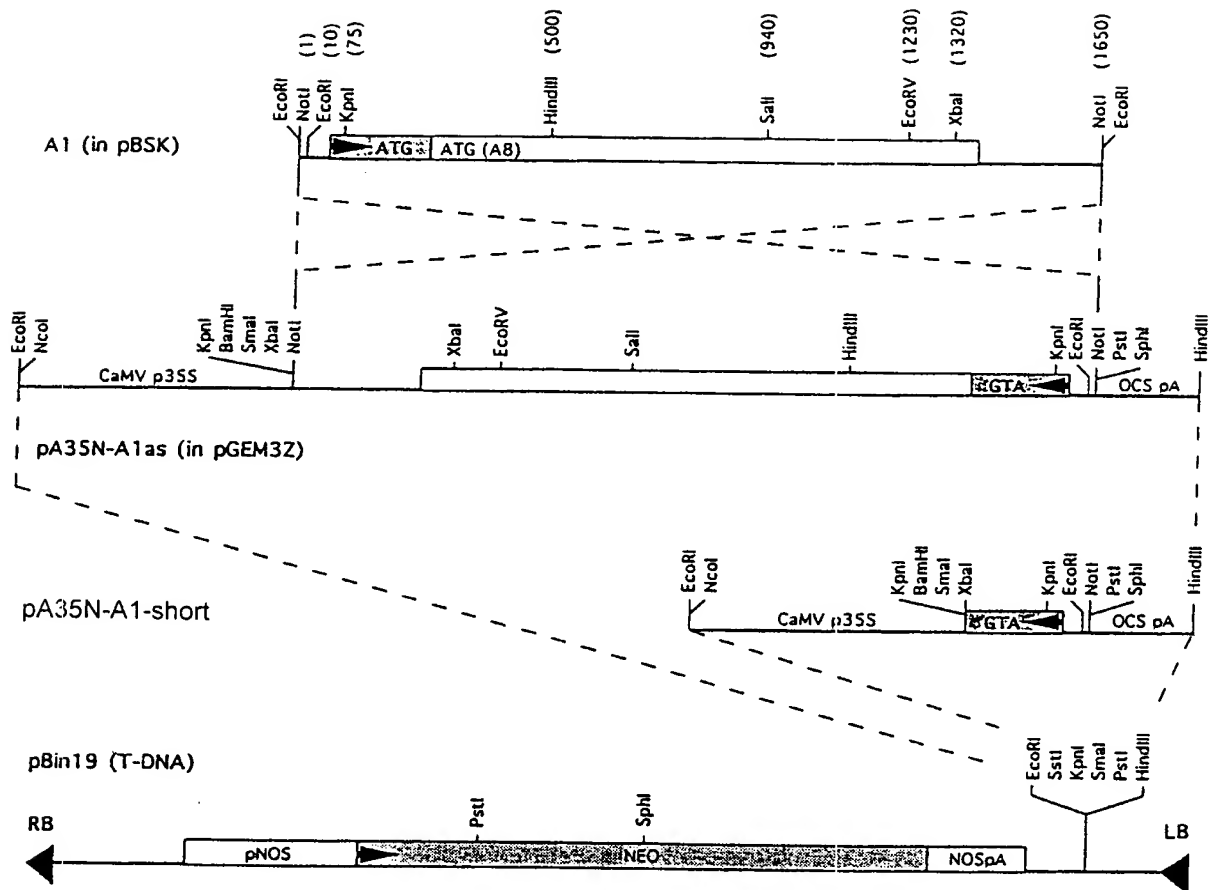 (1) (10) (75) (500) (940) (1230) (1320) (1650)
EcoRI NotI EcoRI KpnI HindIII SalI EcoRV XbaI NotI EcoRI
A1 (in pBSK)
ATG ATG (A8)
EcoRI NcoI KpnI BamHI SmaI XbaI NotI XbaI EcoRV SalI HindIII KpnI EcoRI NotI PstI SphI HindIII
CaMV p35S GTA OCS pA
pA35N-A1as (in pGEM3Z)
EcoRI NcoI KpnI BamHI SmaI XbaI KpnI EcoRI NotI PstI SphI HindIII
pA35N-A1-short
CaMV p35S GTA OCS pA
pBin19 (T-DNA)
EcoRI SstI KpnI SmaI PstI HindIII
RB PstI SphI LB
pNOS NEO NOSpA